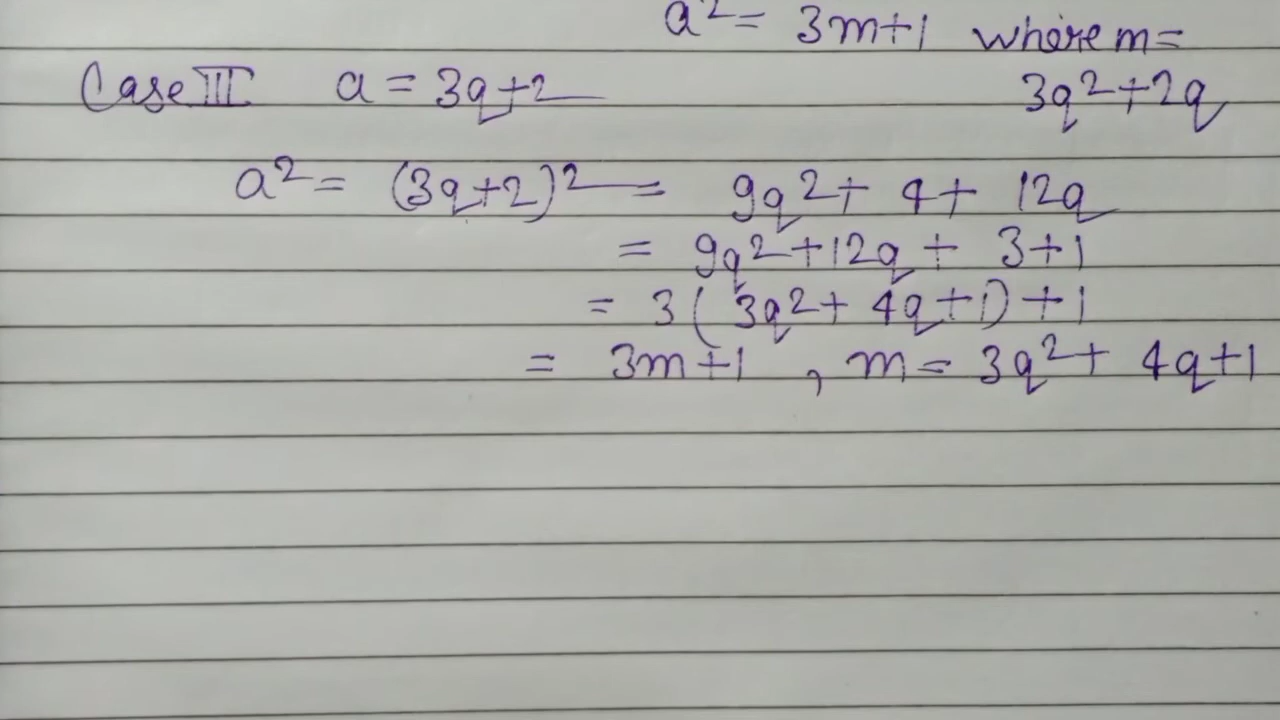 a² = 3m+1 where m =
3q²+2q
Case III a = 3q+2
a² = (3q+2)² = 9q²+ 4+ 12q
= 9q²+12q + 3+1
= 3(3q²+ 4q+1)+1
= 3m+1 , m = 3q²+ 4q+1